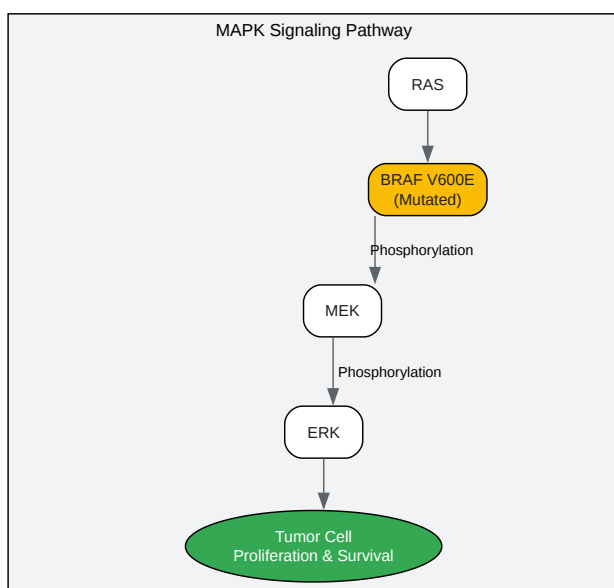 MAPK Signaling Pathway
RAS
BRAF V600E
(Mutated)
Phosphorylation
MEK
Phosphorylation
ERK
Tumor Cell
Proliferation & Survival